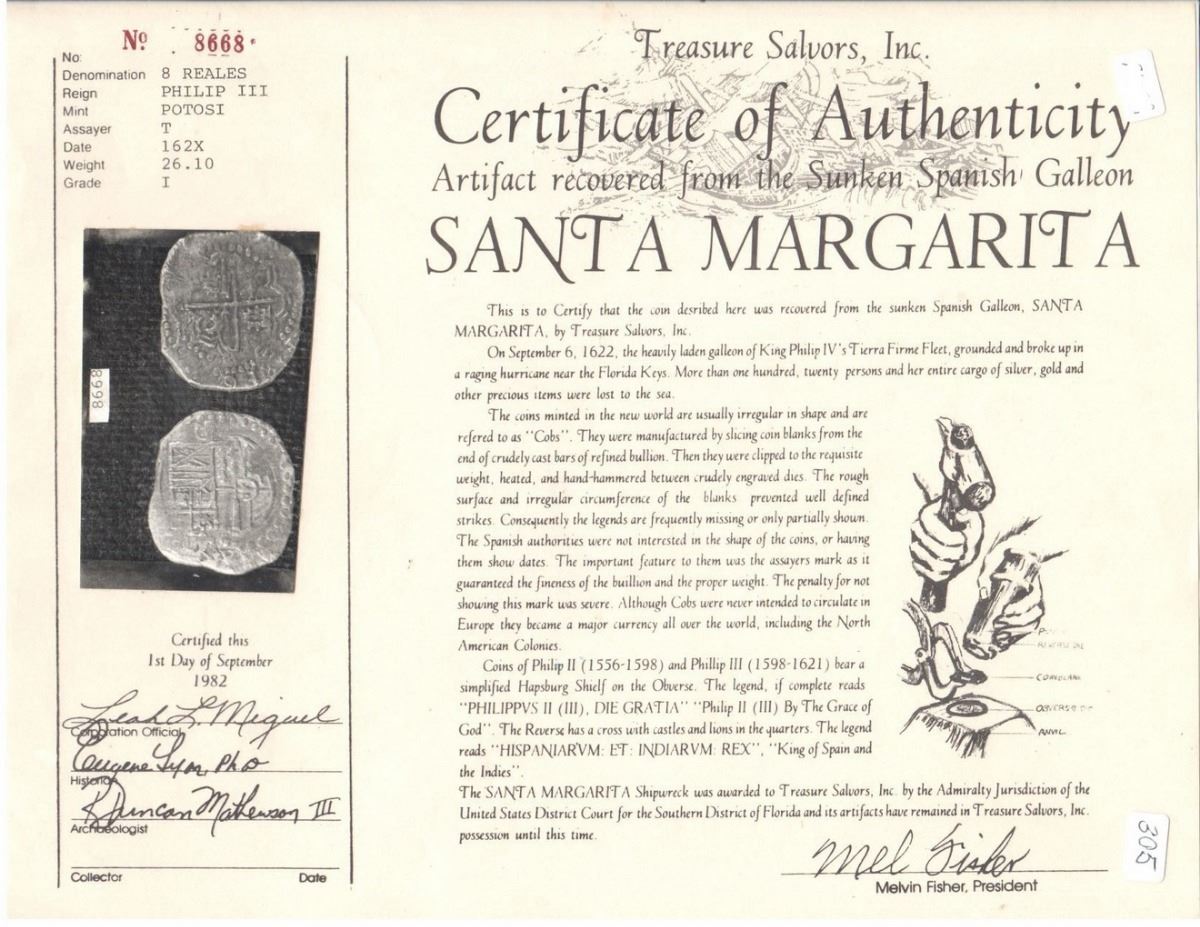 Nº 8668
No:
Denomination 8 REALES
Reign PHILIP III
Mint POTOSI
Assayer T
Date 162X
Weight 26.10
Grade I
8998
Certified this
1st Day of September
1982
Leah L. Miguel
Corporation Official
Eugene Lyon, PhD
Historian
R Duncan Mathewson III
Archaeologist
Collector Date
Treasure Salvors, Inc.
Certificate of Authenticity
Artifact recovered from the Sunken Spanish Galleon
SANTA MARGARITA
This is to Certify that the coin desribed here was recovered from the sunken Spanish Galleon, SANTA
MARGARITA, by Treasure Salvors, Inc.
On September 6, 1622, the heavily laden galleon of King Philip IV's Tierra Firme Fleet, grounded and broke up in
a raging hurricane near the Florida Keys. More than one hundred, twenty persons and her entire cargo of silver, gold and
other precious items were lost to the sea.
The coins minted in the new world are usually irregular in shape and are
refered to as "Cobs". They were manufactured by slicing coin blanks from the
end of crudely cast bars of refined bullion. Then they were clipped to the requisite
weight, heated, and hand-hammered between crudely engraved dies. The rough
surface and irregular circumference of the blanks prevented well defined
strikes. Consequently the legends are frequently missing or only partially shown.
The Spanish authorities were not interested in the shape of the coins, or having
them show dates. The important feature to them was the assayers mark as it
guaranteed the fineness of the buillion and the proper weight. The penalty for not
showing this mark was severe. Although Cobs were never intended to circulate in
Europe they became a major currency all over the world, including the North
American Colonies.
Coins of Philip II (1556-1598) and Phillip III (1598-1621) bear a
simplified Hapsburg Shielf on the Obverse. The legend, if complete reads
"PHILIPPVS II (III), DIE GRATIA" "Philip II (III) By The Grace of
God". The Reverse has a cross with castles and lions in the quarters. The legend
reads "HISPANIARVM: ET: INDIARVM: REX", "King of Spain and
the Indies".
The SANTA MARGARITA Shipwreck was awarded to Treasure Salvors, Inc. by the Admiralty Jurisdiction of the
United States District Court for the Southern District of Florida and its artifacts have remained in Treasure Salvors, Inc.
possession until this time.
REVERSE DIE
COIN BLANK
OBVERSE DIE
ANVIL
Mel Fisher
Melvin Fisher, President
305